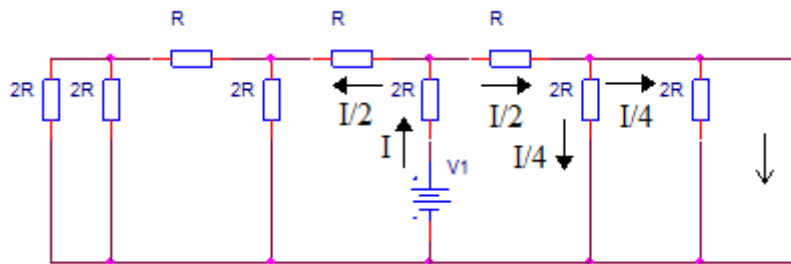 R R R
2R 2R 2R 2R 2R 2R
I/2 I/2 I/4
I I/4
V1